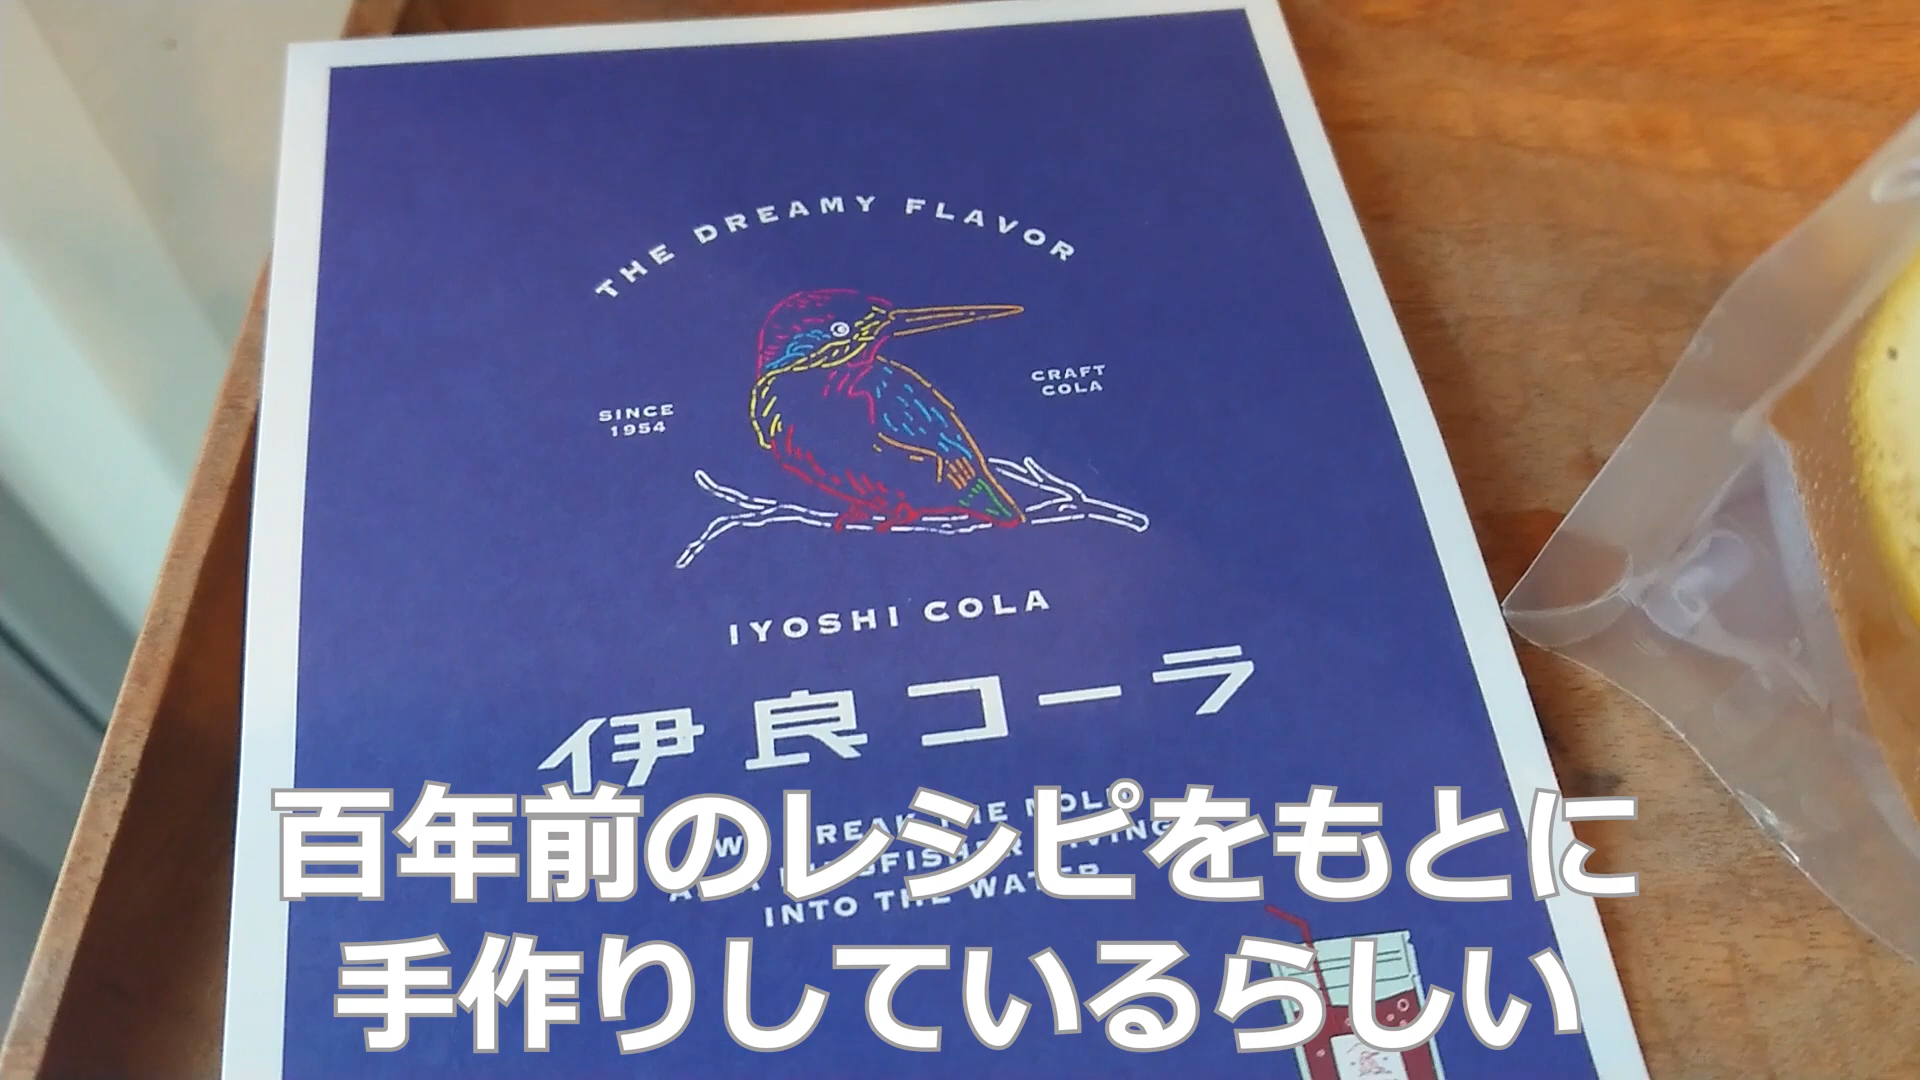 THE DREAMY FLAVOR
CRAFT
COLA
SINCE
1954
IYOSHI COLA
伊良コーラ
THE
INTO THE WATER
百年前のレシピをもとに
手作りしているらしい